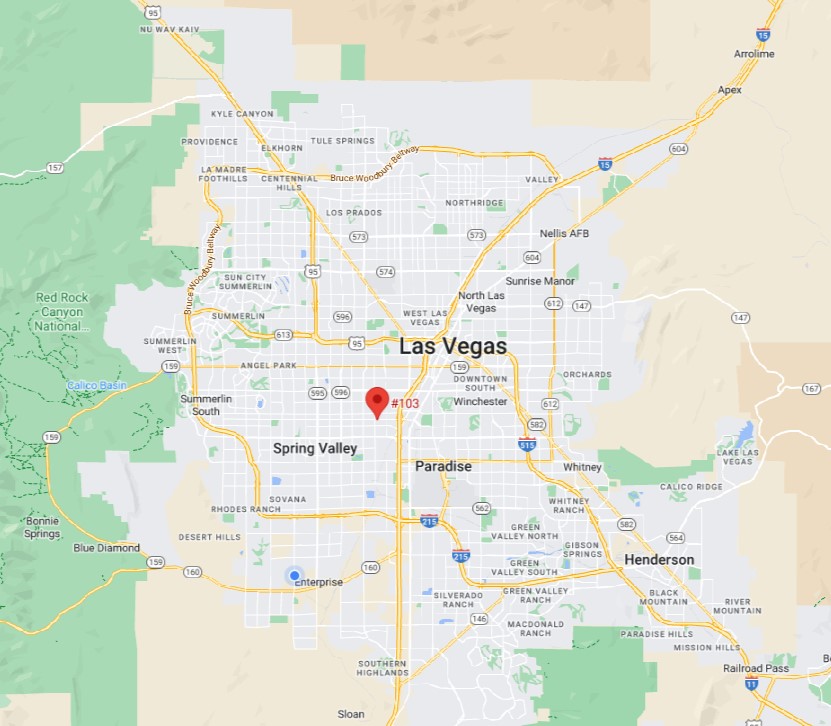 95
NU WAV KAIV
15
Arrolime
Apex
KYLE CANYON
PROVIDENCE
TULE SPRINGS
ELKHORN
604
157
15
LA MADRE
FOOTHILLS
CENTENNIAL
HILLS
Bruce Woodbury Beltway
VALLEY
LOS PRADOS
NORTHRIDGE
573
573
Nellis AFB
Bruce Woodbury Beltway
604
95
574
SUN CITY
SUMMERLIN
Sunrise Manor
North Las
Vegas
612
147
Red Rock
Canyon
National...
SUMMERLIN
596
WEST LAS
VEGAS
147
613
95
SUMMERLIN
WEST
Las Vegas
159
ANGEL PARK
159
ORCHARDS
DOWNTOWN
SOUTH
Calico Basin
167
595
596
#103
Winchester
612
Summerlin
South
582
159
515
Spring Valley
LAKE LAS
VEGAS
Paradise
Whitney
CALICO RIDGE
SOVANA
RHODES RANCH
562
WHITNEY
RANCH
Bonnie
Springs
215
582
DESERT HILLS
GREEN
VALLEY NORTH
564
Blue Diamond
GIBSON
SPRINGS
215
Henderson
159
160
160
GREEN
VALLEY SOUTH
Enterprise
SILVERADO
RANCH
GREEN VALLEY
RANCH
BLACK
MOUNTAIN
RIVER
MOUNTAIN
146
MACDONALD
RANCH
PARADISE HILLS
MISSION HILLS
SOUTHERN
HIGHLANDS
Railroad Pass
11
Sloan